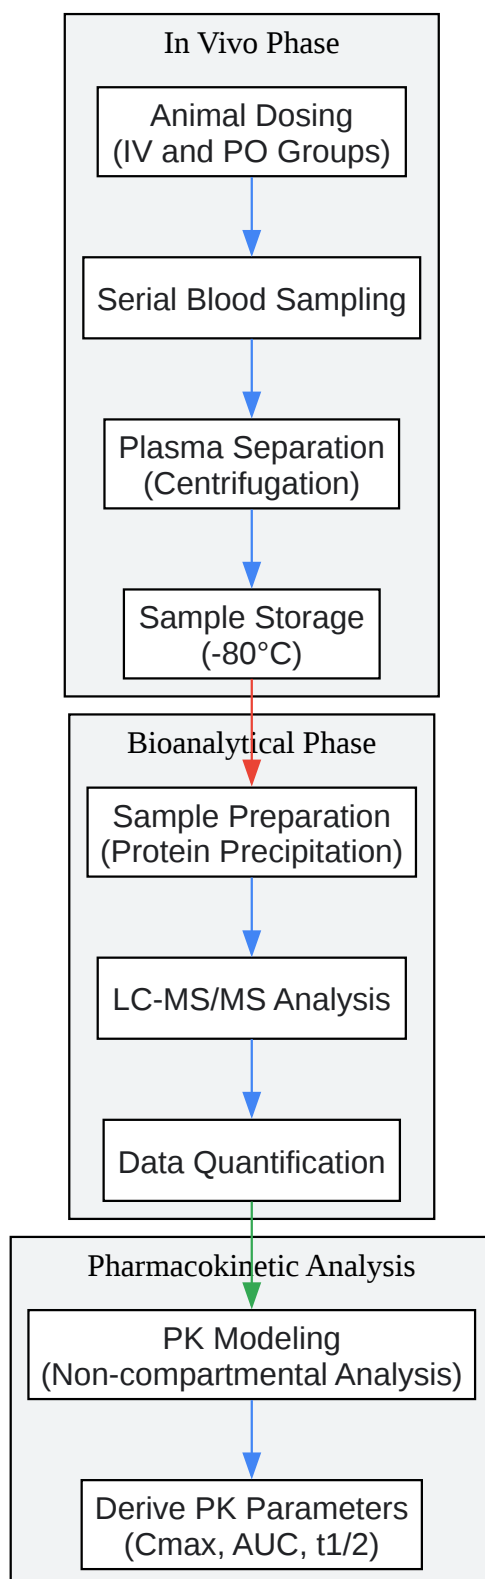 In Vivo Phase
Animal Dosing
(IV and PO Groups)
Serial Blood Sampling
Plasma Separation
(Centrifugation)
Sample Storage
(-80°C)
Bioanalytical Phase
Sample Preparation
(Protein Precipitation)
LC-MS/MS Analysis
Data Quantification
Pharmacokinetic Analysis
PK Modeling
(Non-compartmental Analysis)
Derive PK Parameters
(Cmax, AUC, t1/2)